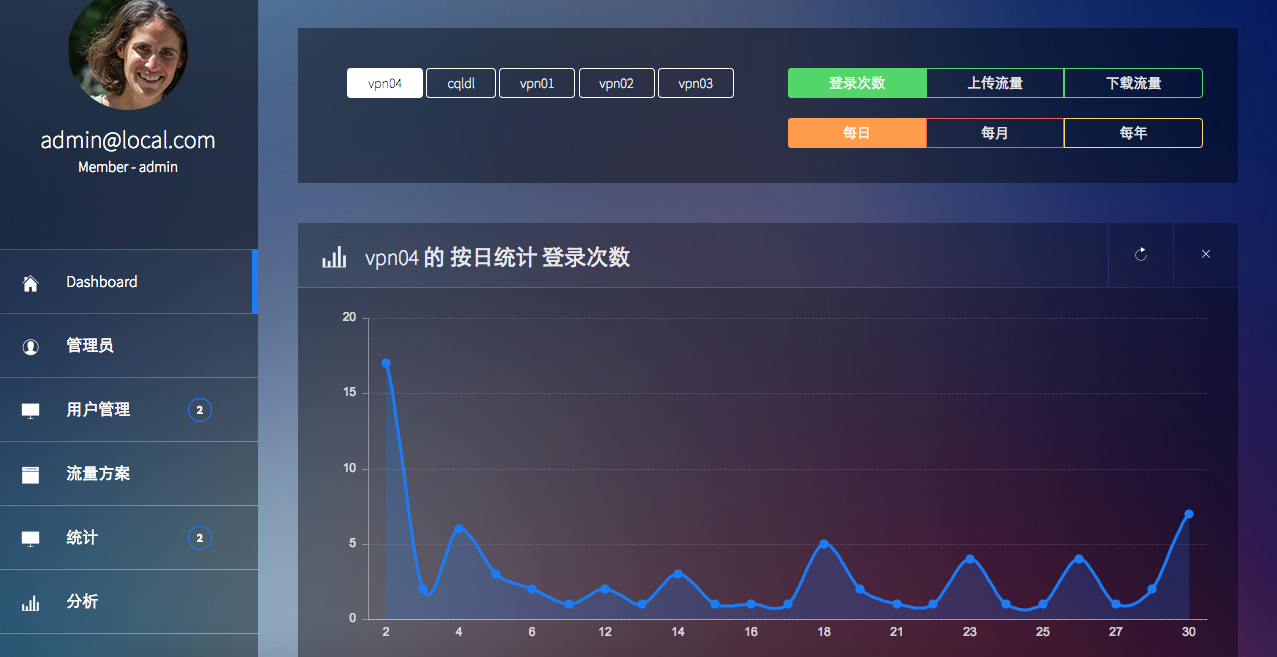 admin@local.com
Member - admin
Dashboard
管理员
用户管理 2
流量方案
统计 2
分析
vpn04 cqldl vpn01 vpn02 vpn03
登录次数 上传流量 下载流量
每日 每月 每年
vpn04 的 按日统计 登录次数
20
15
10
5
0
2 4 6 12 14 16 18 21 23 25 27 30